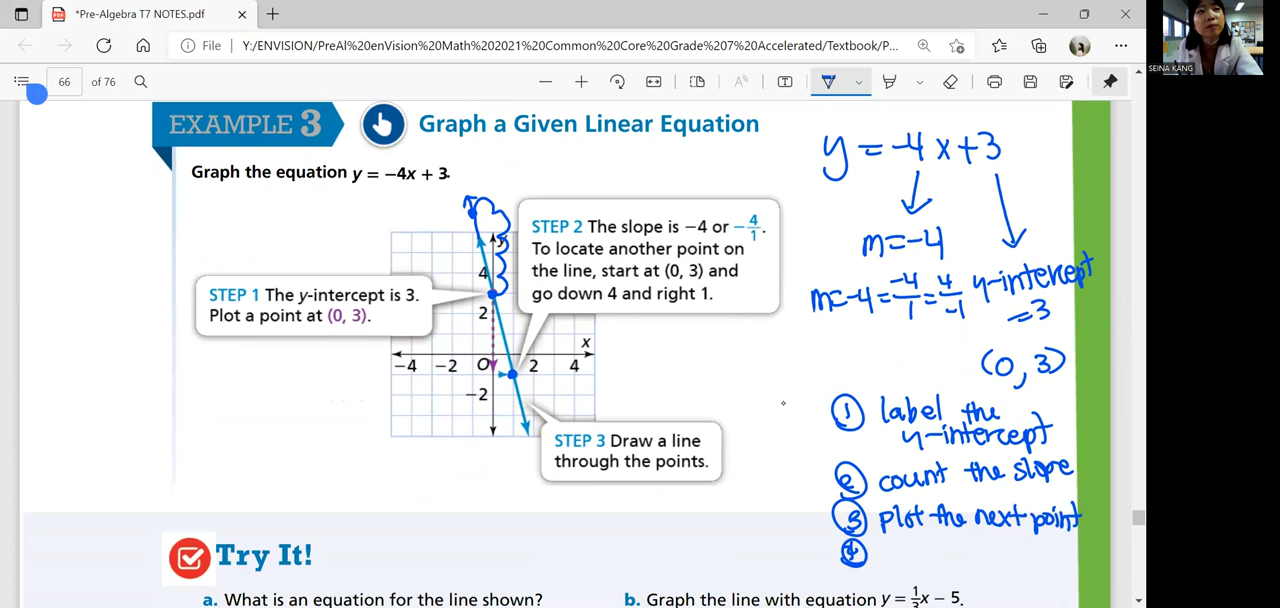 *Pre-Algebra T7 NOTES.pdf
File
Y:/ENVISION/PreAl%20enVision%20Math%202021%20Common%20Core%20Grade%207%20Accelerated/Textbook/P...
66 of 76
SEINA KANG
EXAMPLE 3
Graph a Given Linear Equation
Graph the equation y = −4x + 3.
STEP 1 The y-intercept is 3.
Plot a point at (0, 3).
STEP 2 The slope is −4 or −4/1.
To locate another point on
the line, start at (0, 3) and
go down 4 and right 1.
STEP 3 Draw a line
through the points.
y
4
2
x
−4 −2 O 2 4
−2
y = -4x+3
m=-4
m=-4=-4/1=4/-1
y-intercept
=3
(0, 3)
① label the
y-intercept
② count the slope
③ plot the next point
④
Try It!
a. What is an equation for the line shown?
b. Graph the line with equation y = 1/3x − 5.